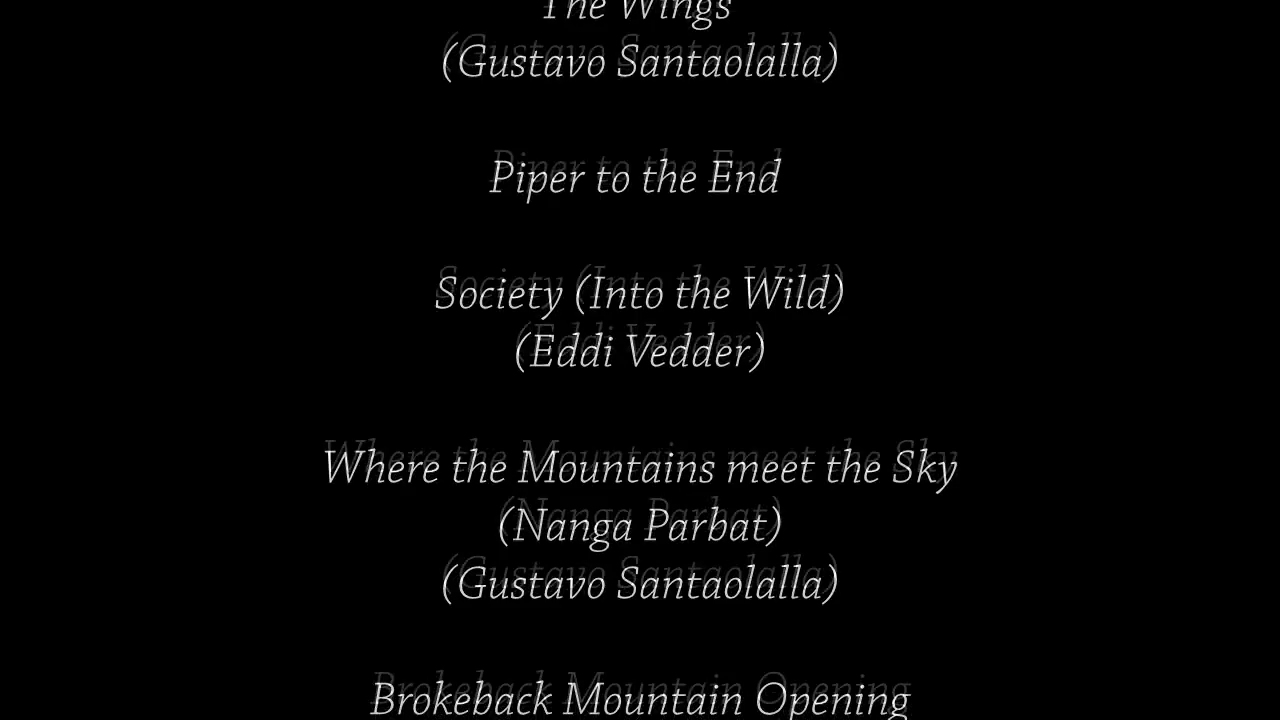 The Wings
(Gustavo Santaolalla)
Piper to the End
Society (Into the Wild)
(Eddi Vedder)
Where the Mountains meet the Sky
(Nanga Parbat)
(Gustavo Santaolalla)
Brokeback Mountain Opening